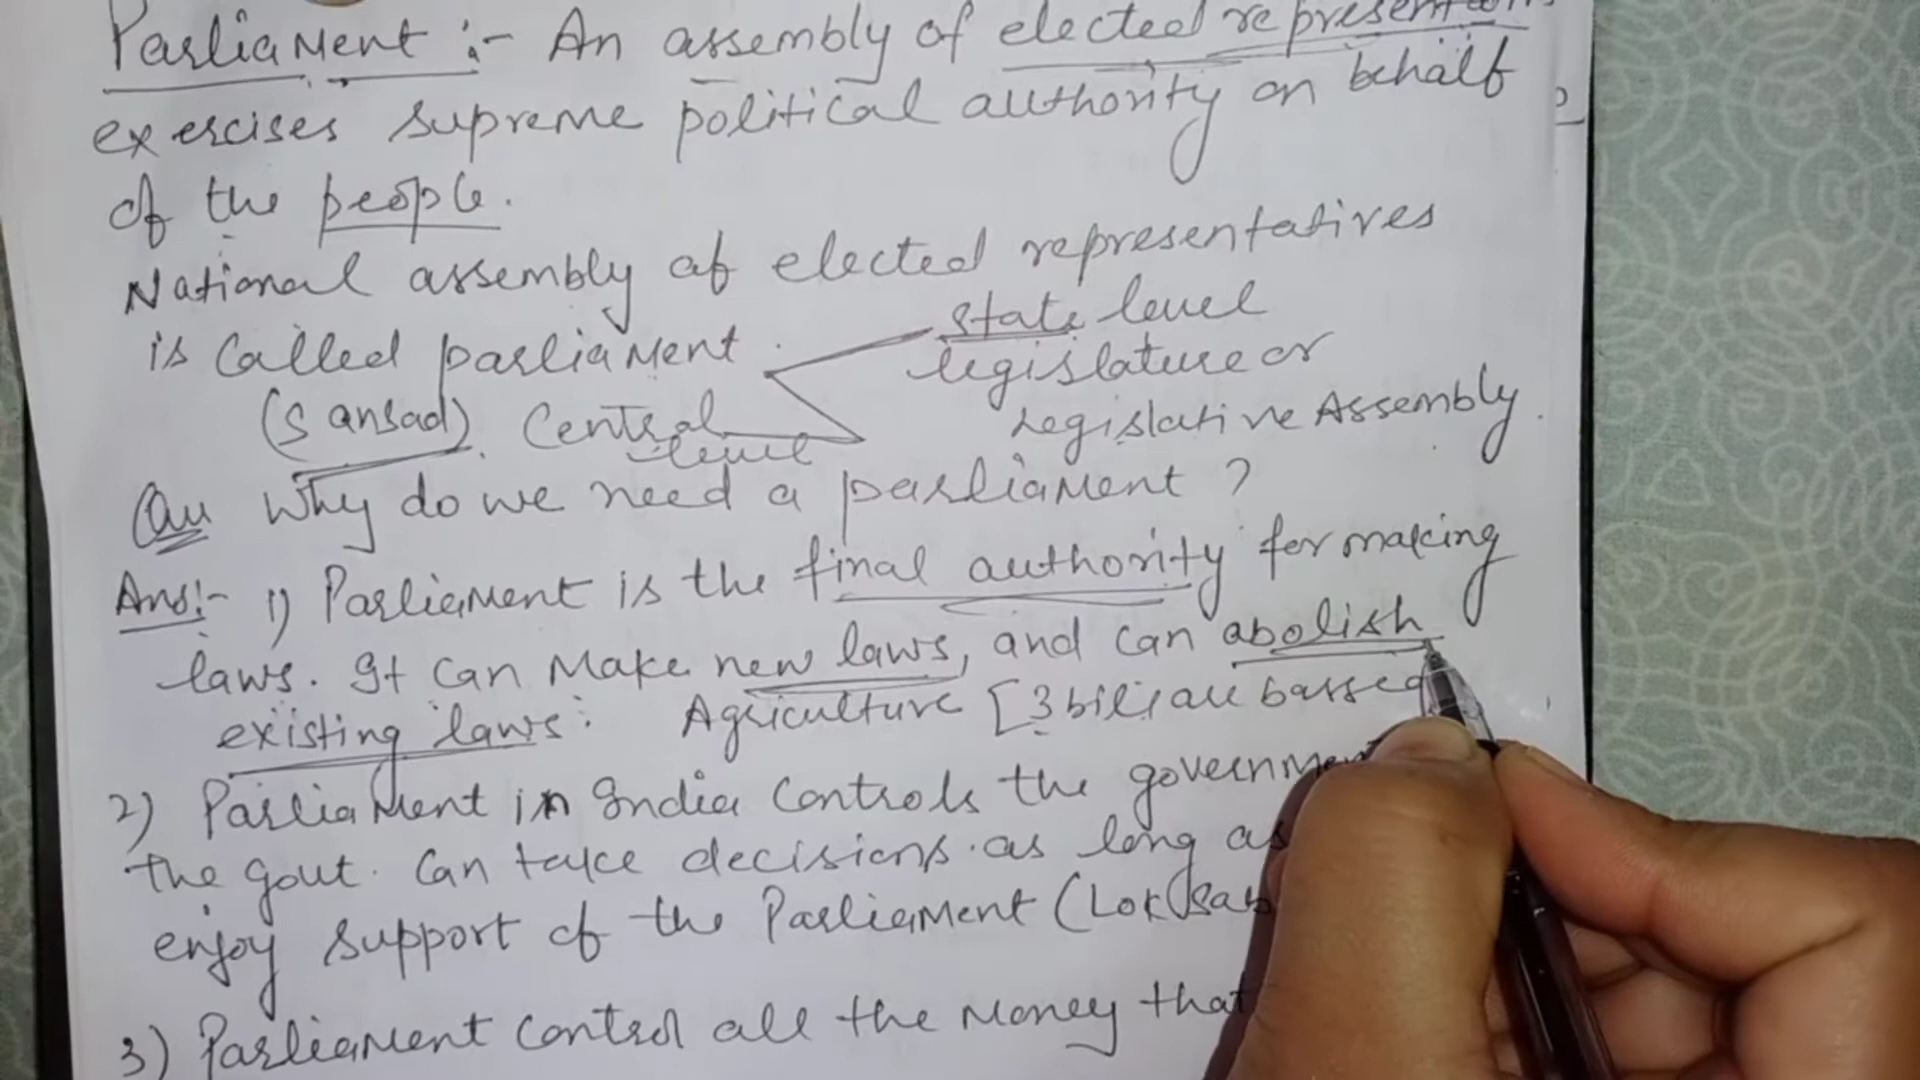 Parliament :- An assembly of elected representati
exercises supreme political authority on behalf
of the people.
National assembly of elected representatives
is called parliament.
state level
legislature or
Legislative Assembly.
(Sansad). Central
level
Qu Why do we need a parliament ?
Ans:- 1) Parliament is the final authority for making
laws. It can make new laws, and can abolish
existing laws. Agriculture [3 bills are passed
2) Parliament in India controls the governmen
the govt. can take decisions as long as
enjoy support of the Parliament (Lok Sab
3) Parliament control all the money that